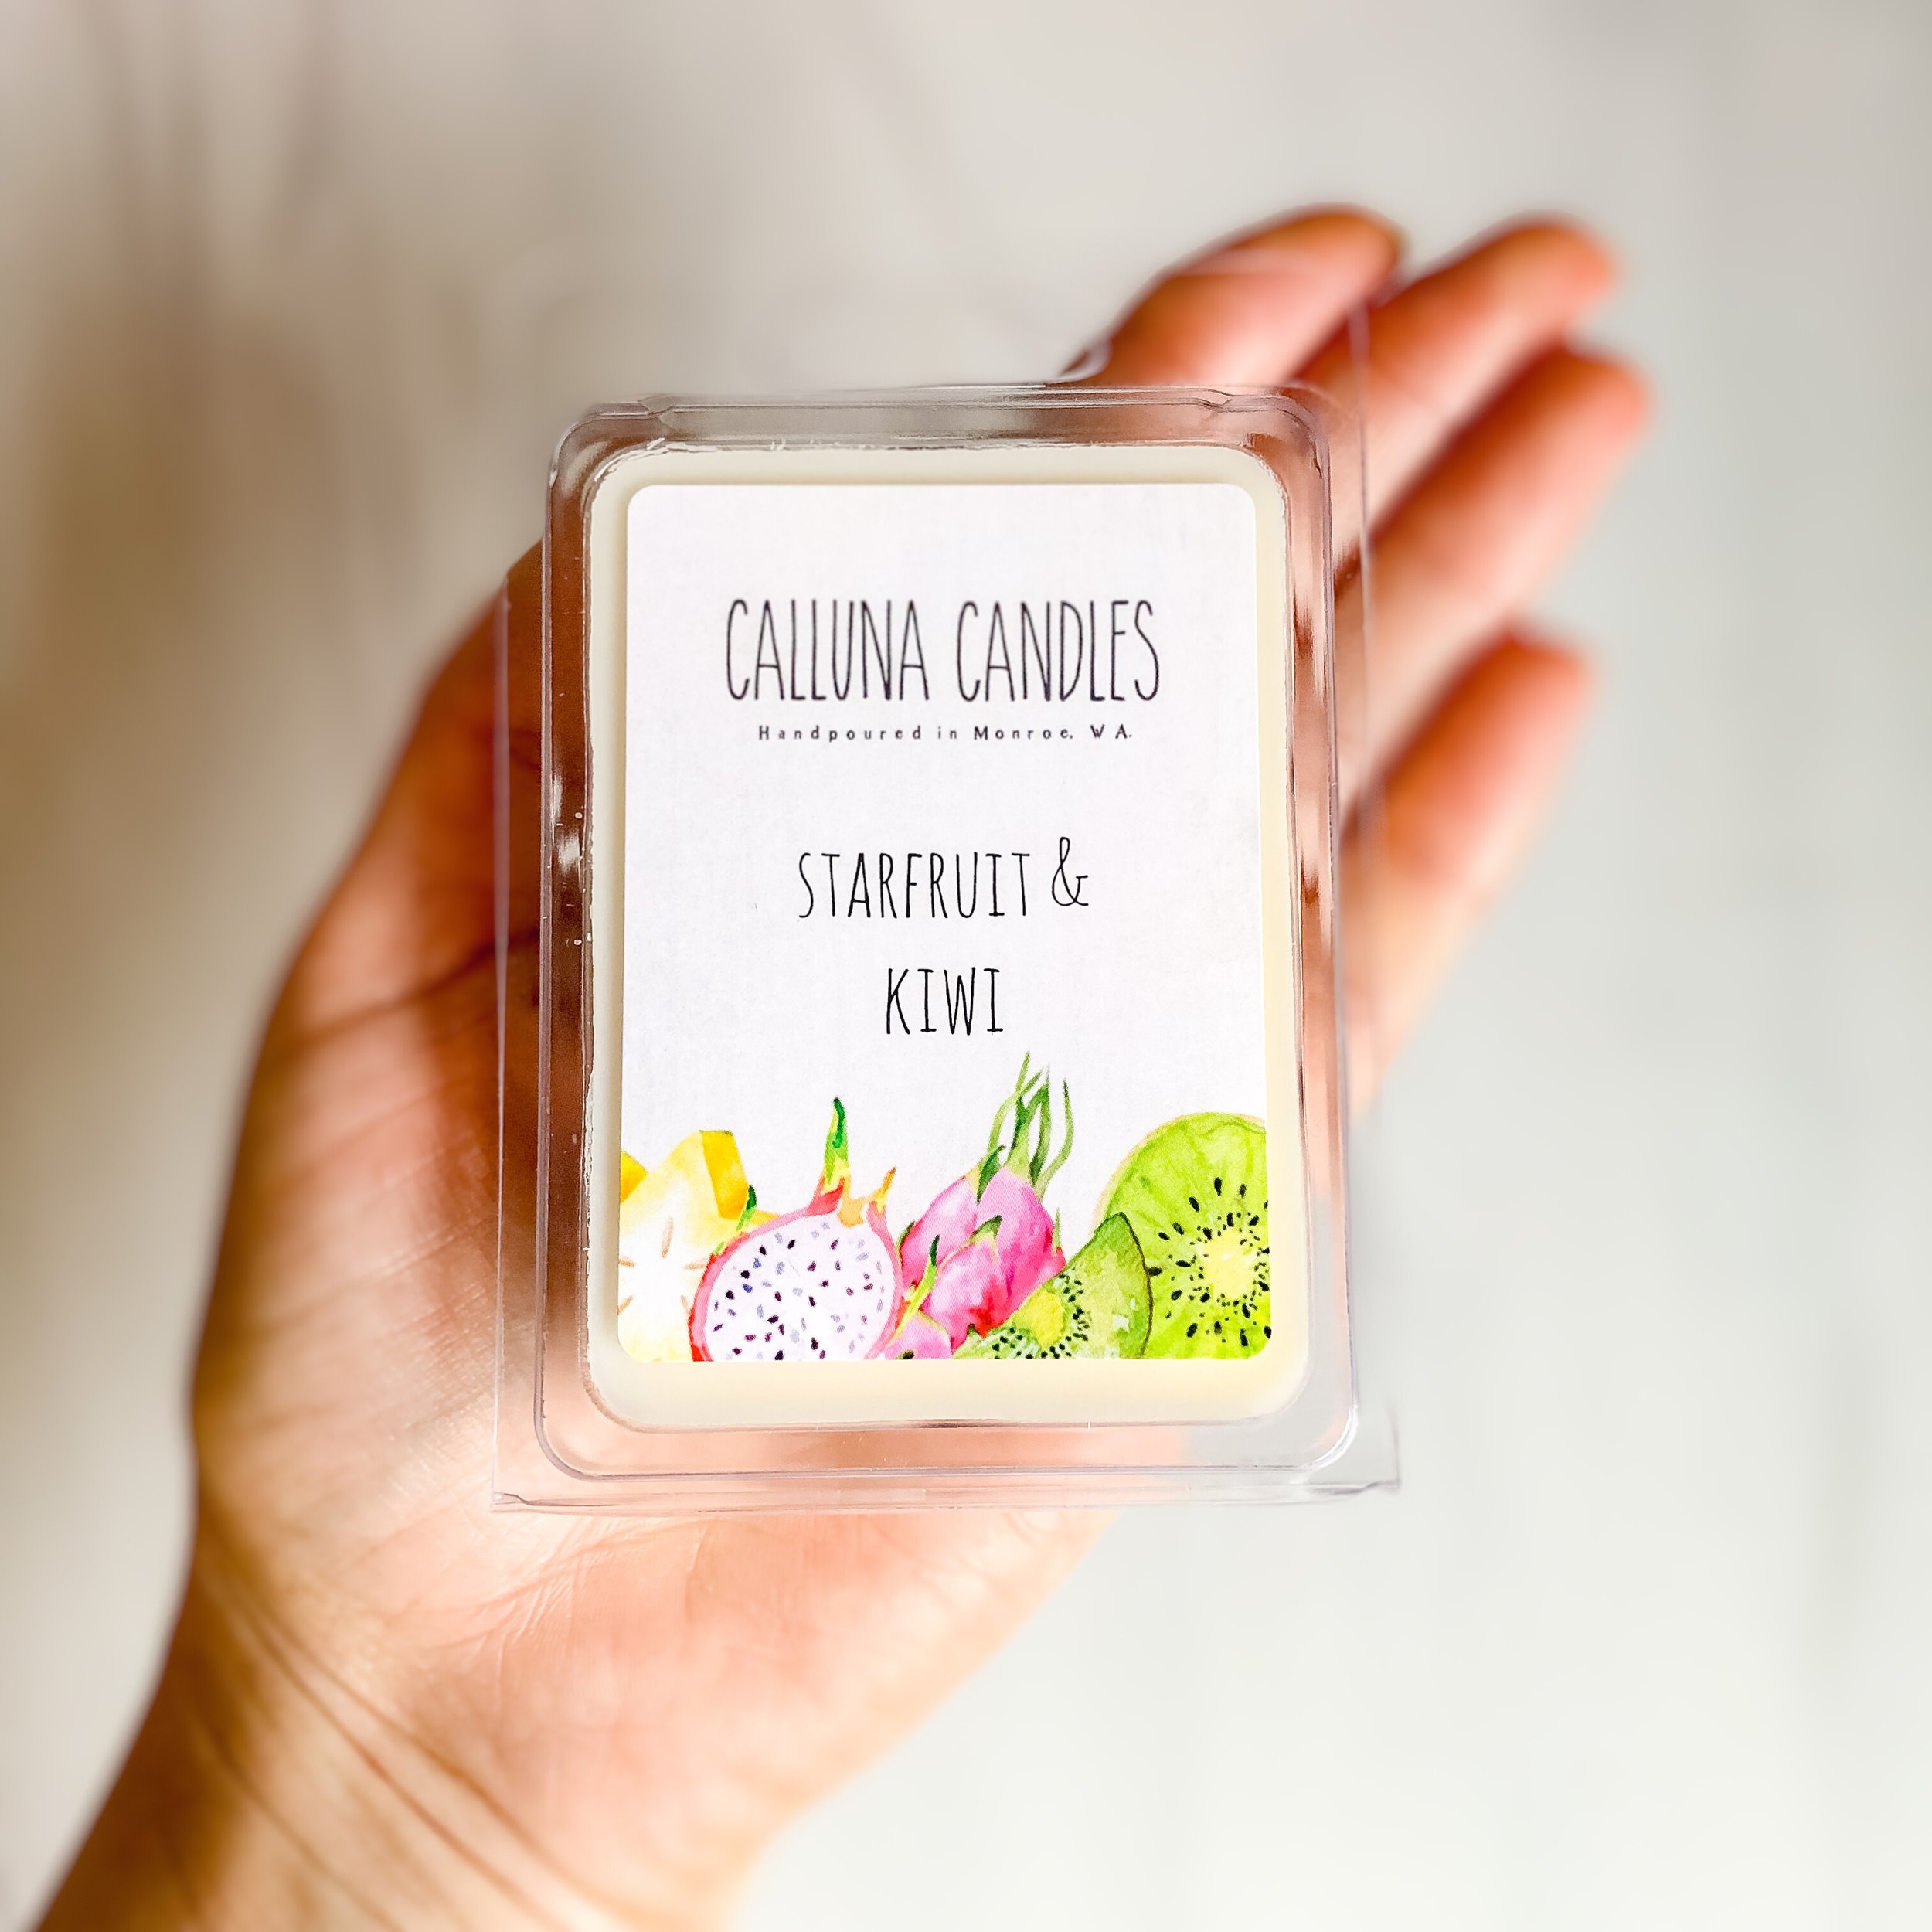 CALLUNA CANDLES
Handpoured in Monroe, WA.
STARFRUIT &
KIWI